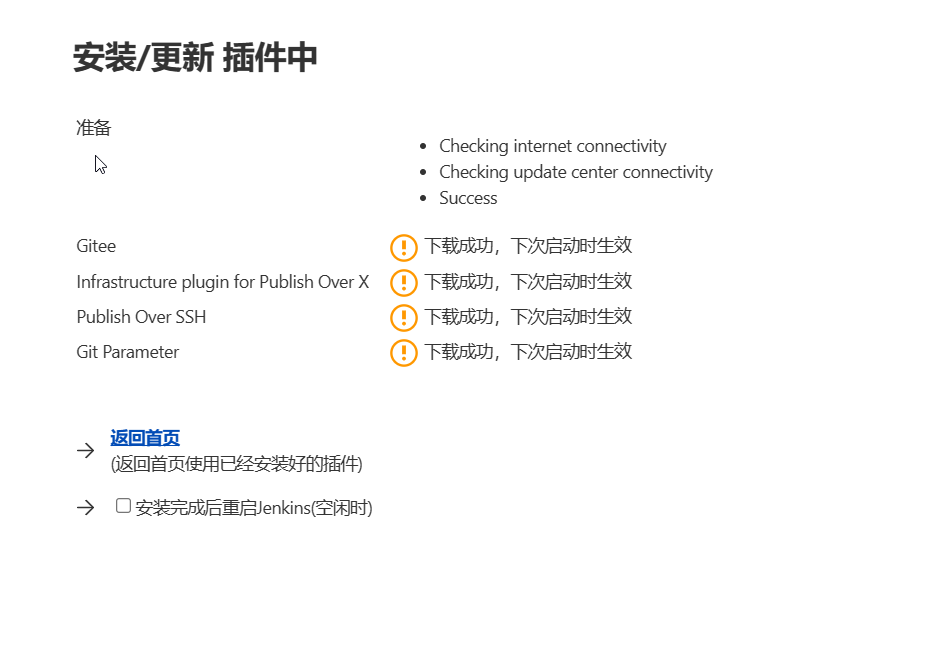 安装/更新 插件中
准备
Checking internet connectivity
Checking update center connectivity
Success
Gitee 下载成功，下次启动时生效
Infrastructure plugin for Publish Over X 下载成功，下次启动时生效
Publish Over SSH 下载成功，下次启动时生效
Git Parameter 下载成功，下次启动时生效
返回首页
(返回首页使用已经安装好的插件)
安装完成后重启Jenkins(空闲时)